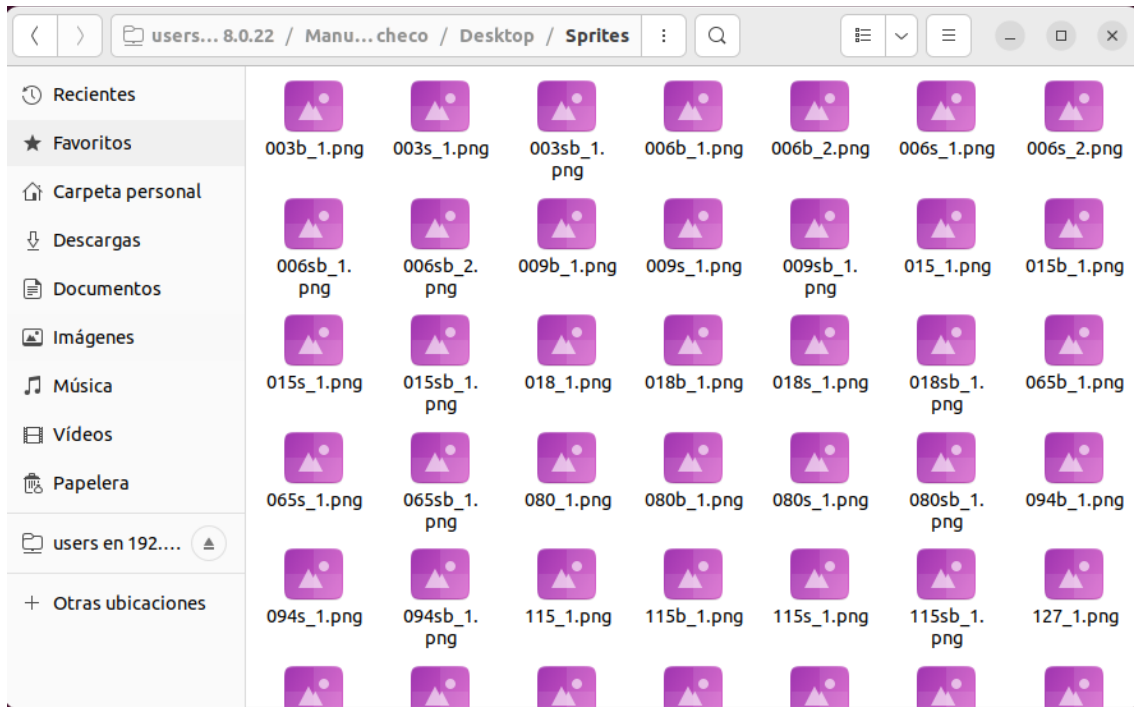 users... 8.0.22 / Manu...checo / Desktop / Sprites
Recientes
Favoritos
Carpeta personal
Descargas
Documentos
Imágenes
Música
Vídeos
Papelera
users en 192....
Otras ubicaciones
003b_1.png 003s_1.png 003sb_1. 006b_1.png 006b_2.png 006s_1.png 006s_2.png
png
006sb_1. 006sb_2. 009b_1.png 009s_1.png 009sb_1. 015_1.png 015b_1.png
png png png
015s_1.png 015sb_1. 018_1.png 018b_1.png 018s_1.png 018sb_1. 065b_1.png
png png
065s_1.png 065sb_1. 080_1.png 080b_1.png 080s_1.png 080sb_1. 094b_1.png
png png
094s_1.png 094sb_1. 115_1.png 115b_1.png 115s_1.png 115sb_1. 127_1.png
png png